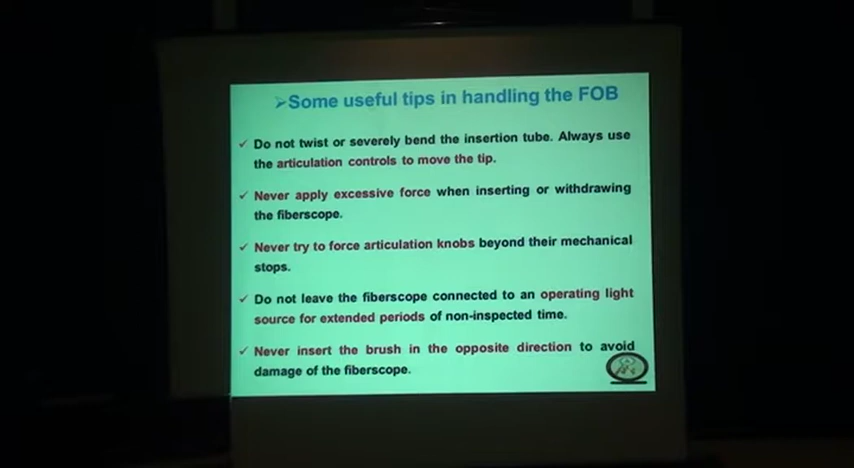 ➢Some useful tips in handling the FOB
✓ Do not twist or severely bend the insertion tube. Always use
the articulation controls to move the tip.
✓ Never apply excessive force when inserting or withdrawing
the fiberscope.
✓ Never try to force articulation knobs beyond their mechanical
stops.
✓ Do not leave the fiberscope connected to an operating light
source for extended periods of non-inspected time.
✓ Never insert the brush in the opposite direction to avoid
damage of the fiberscope.